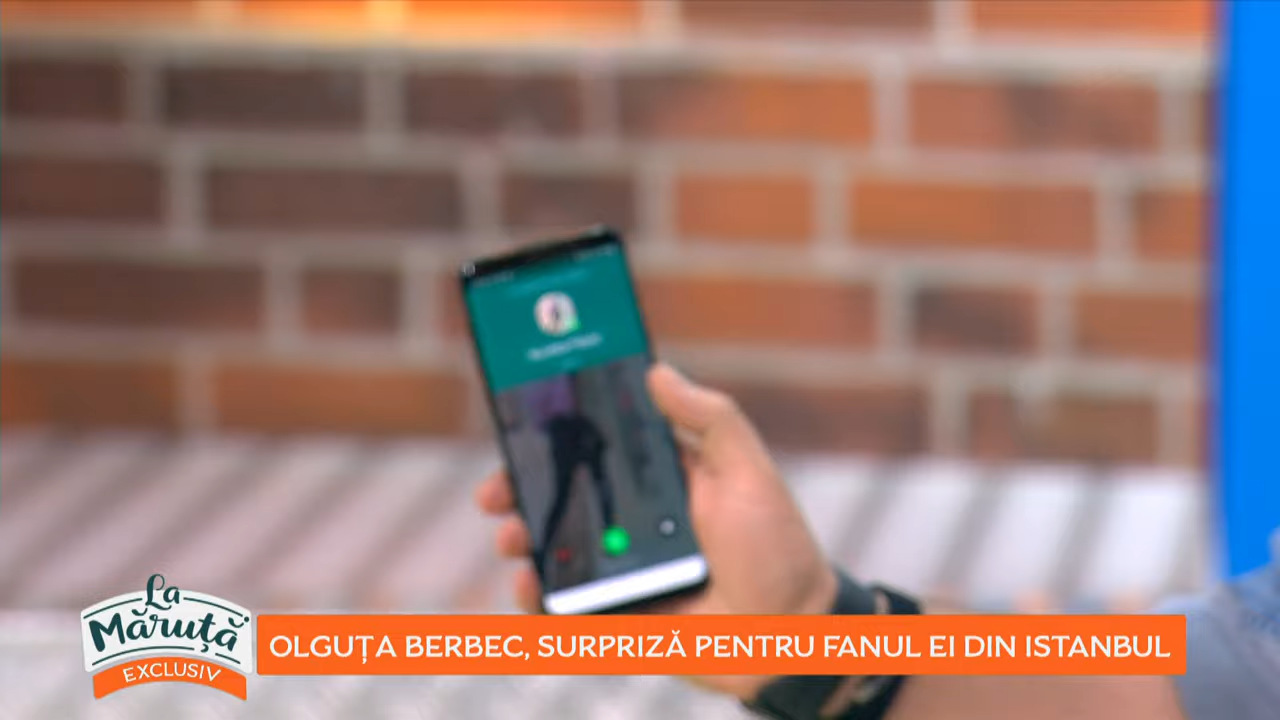 La
Măruță
EXCLUSIV
OLGUȚA BERBEC, SURPRIZĂ PENTRU FANUL EI DIN ISTANBUL